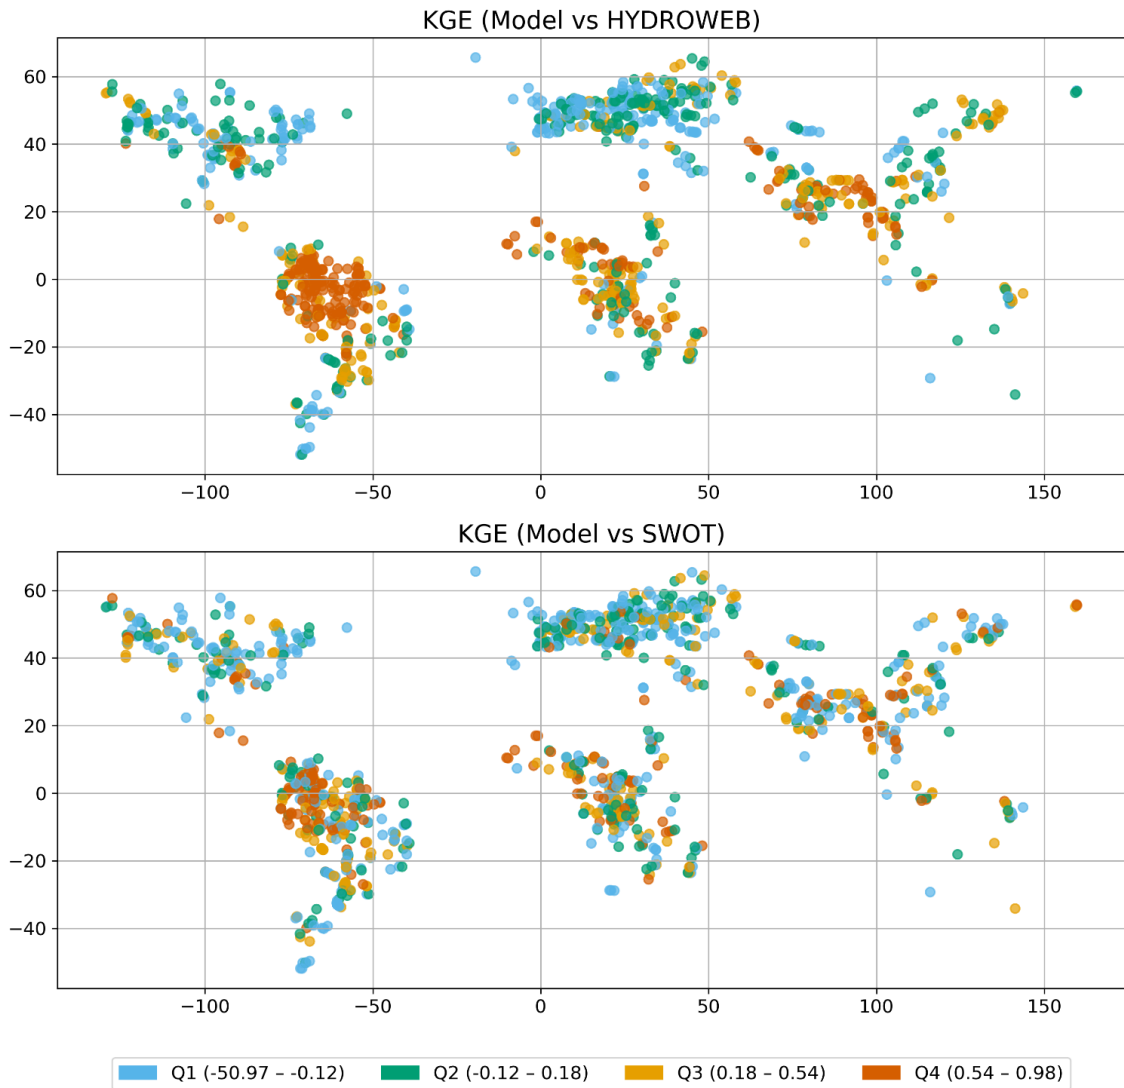 KGE (Model vs HYDROWEB)
60
40
20
0
−20
−40
−100 −50 0 50 100 150
KGE (Model vs SWOT)
60
40
20
0
−20
−40
−100 −50 0 50 100 150
Q1 (-50.97 – -0.12) Q2 (-0.12 – 0.18) Q3 (0.18 – 0.54) Q4 (0.54 – 0.98)